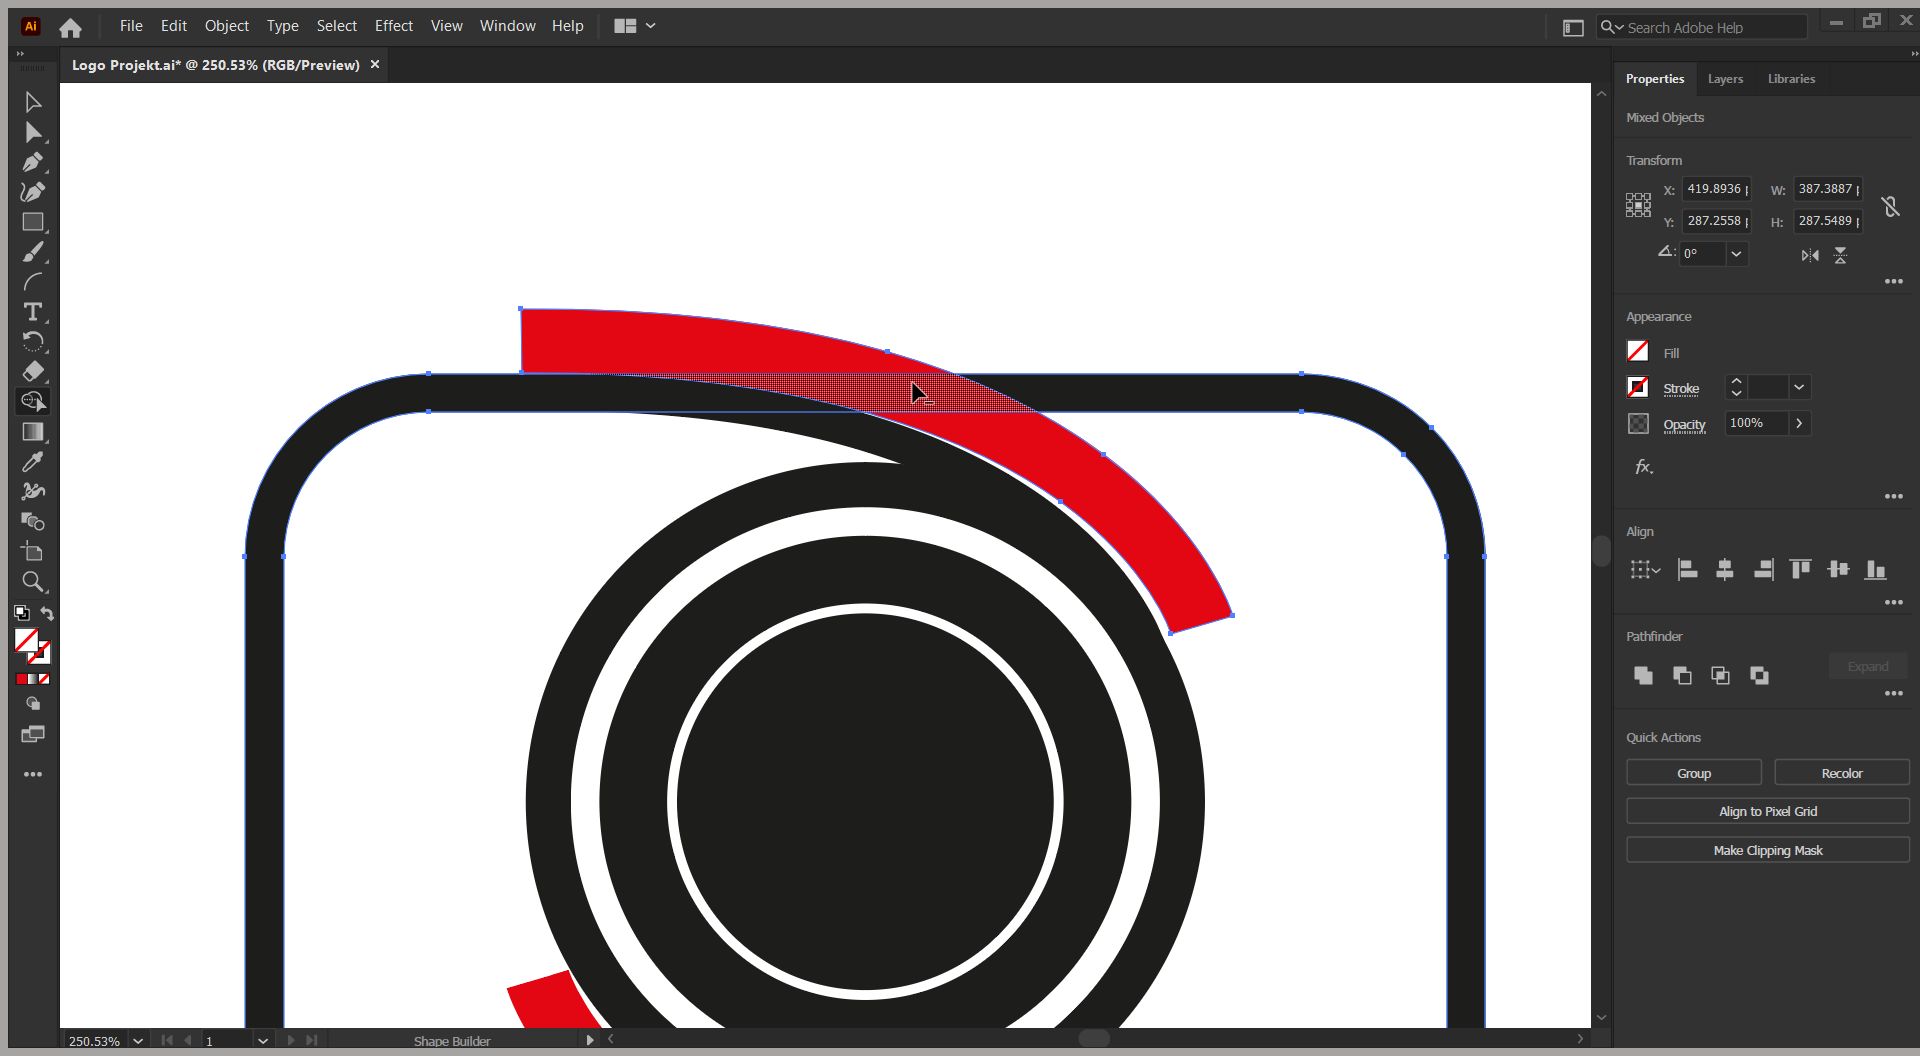 Ai File Edit Object Type Select Effect View Window Help Search Adobe Help
Logo Projekt.ai* @ 250.53% (RGB/Preview) ×
Properties Layers Libraries
Mixed Objects
Transform
X: 419.8936 p W: 387.3887 p
Y: 287.2558 p H: 287.5489 p
0°
Appearance
Fill
Stroke
Opacity 100%
fx.
Align
Pathfinder
Expand
Quick Actions
Group Recolor
Align to Pixel Grid
Make Clipping Mask
250.53% 1 Shape Builder